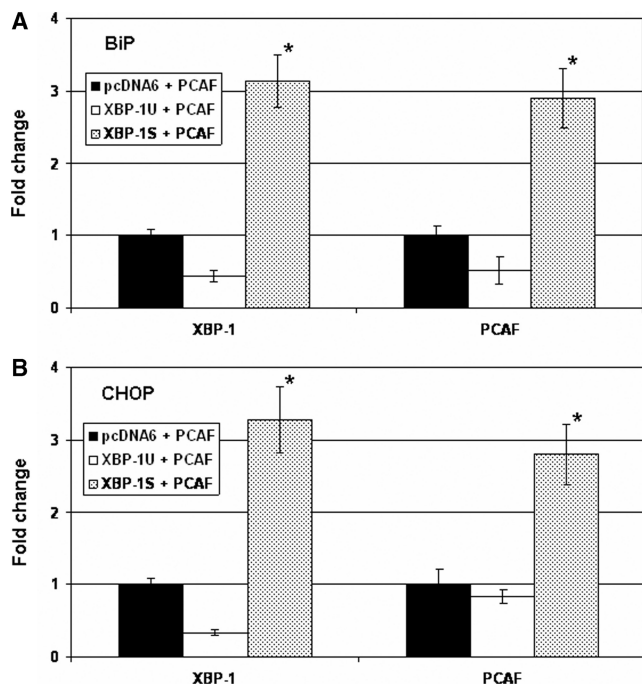 A
BiP
pcDNA6 + PCAF
XBP-1U + PCAF
XBP-1S + PCAF
Fold change
4
3
2
1
0
*
*
XBP-1
PCAF
B
CHOP
pcDNA6 + PCAF
XBP-1U + PCAF
XBP-1S + PCAF
Fold change
4
3
2
1
0
*
*
XBP-1
PCAF